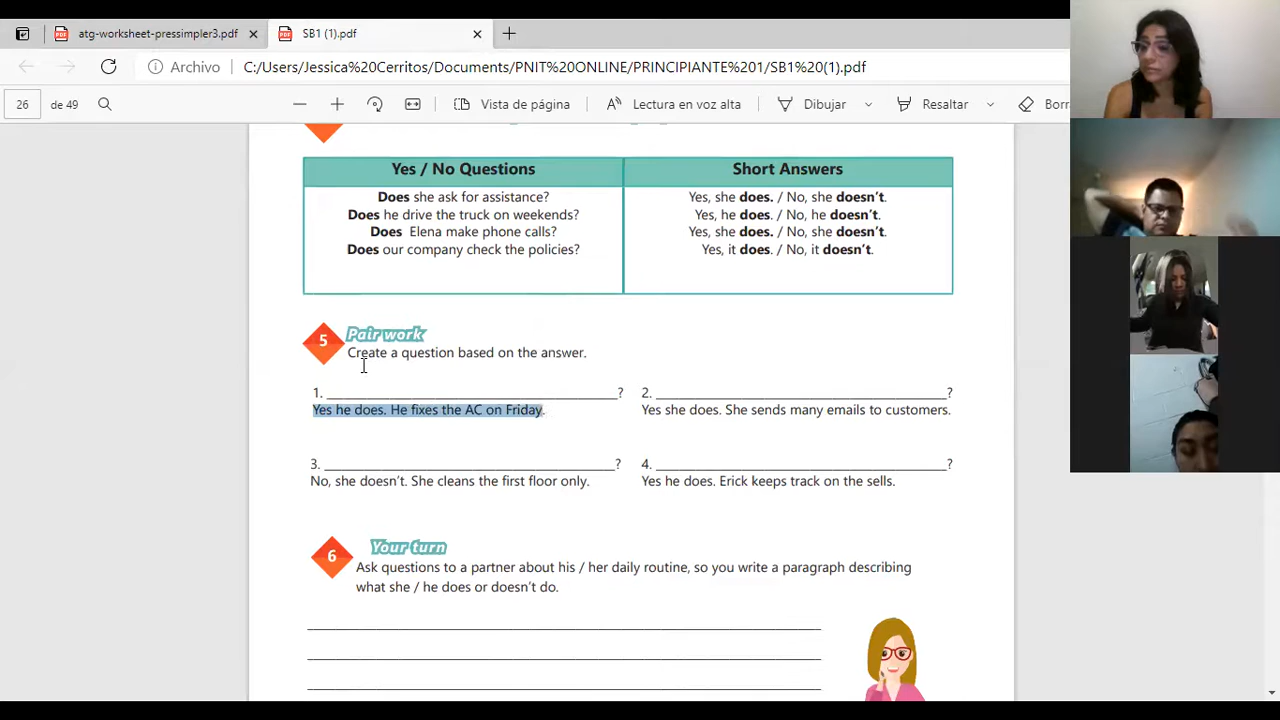 atg-worksheet-pressimpler3.pdf
SB1 (1).pdf
Archivo C:/Users/Jessica%20Cerritos/Documents/PNIT%20ONLINE/PRINCIPIANTE%201/SB1%20(1).pdf
26 de 49
Vista de página
Lectura en voz alta
Dibujar
Resaltar
Borr
Yes / No Questions
Does she ask for assistance?
Does he drive the truck on weekends?
Does Elena make phone calls?
Does our company check the policies?
Short Answers
Yes, she does. / No, she doesn't.
Yes, he does. / No, he doesn't.
Yes, she does. / No, she doesn't.
Yes, it does. / No, it doesn't.
5 Pair work
Create a question based on the answer.
1. ______________________________________?
Yes he does. He fixes the AC on Friday.
2. ______________________________________?
Yes she does. She sends many emails to customers.
3. ______________________________________?
No, she doesn't. She cleans the first floor only.
4. ______________________________________?
Yes he does. Erick keeps track on the sells.
6 Your turn
Ask questions to a partner about his / her daily routine, so you write a paragraph describing
what she / he does or doesn't do.